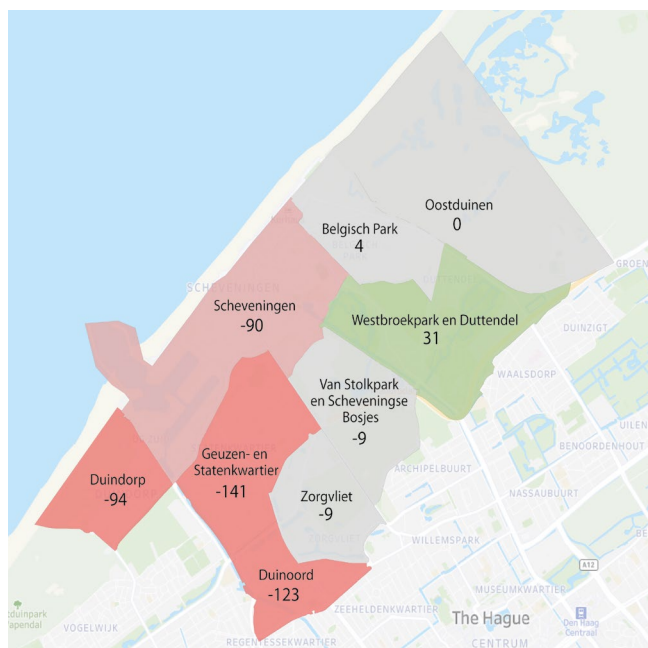 Oostduinen
0
Belgisch Park
4
GROEN
SCHEVENINGEN
Scheveningen
-90
Westbroekpark en Duttendel
31
DUINZIGT
WAALSDORP
Van Stolkpark
en Scheveningse
Bosjes
-9
BENOORDENHOUT
Geuzen- en
Statenkwartier
-141
ARCHIPELBUURT
Duindorp
-94
NASSAUBUURT
Zorgvliet
-9
ZORGVLIET
WILLEMSPARK
A12
Duinoord
-123
MUSEUMKWARTIER
ZEEHELDENKWARTIER
The Hague
Den Haag
Centraal
VOGELWIJK
REGENTESSEKWARTIER
CENTRUM